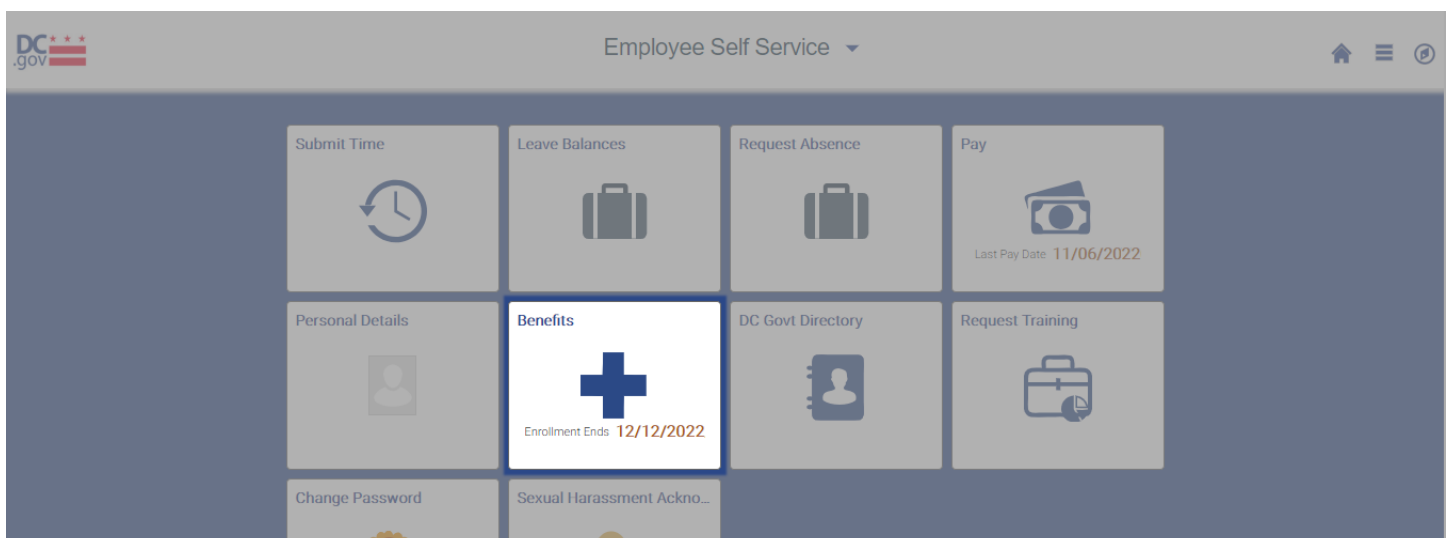 DC
.gov
Employee Self Service
Submit Time
Leave Balances
Request Absence
Pay
Last Pay Date 11/06/2022
Personal Details
Benefits
Enrollment Ends 12/12/2022
DC Govt Directory
Request Training
Change Password
Sexual Harassment Ackno...